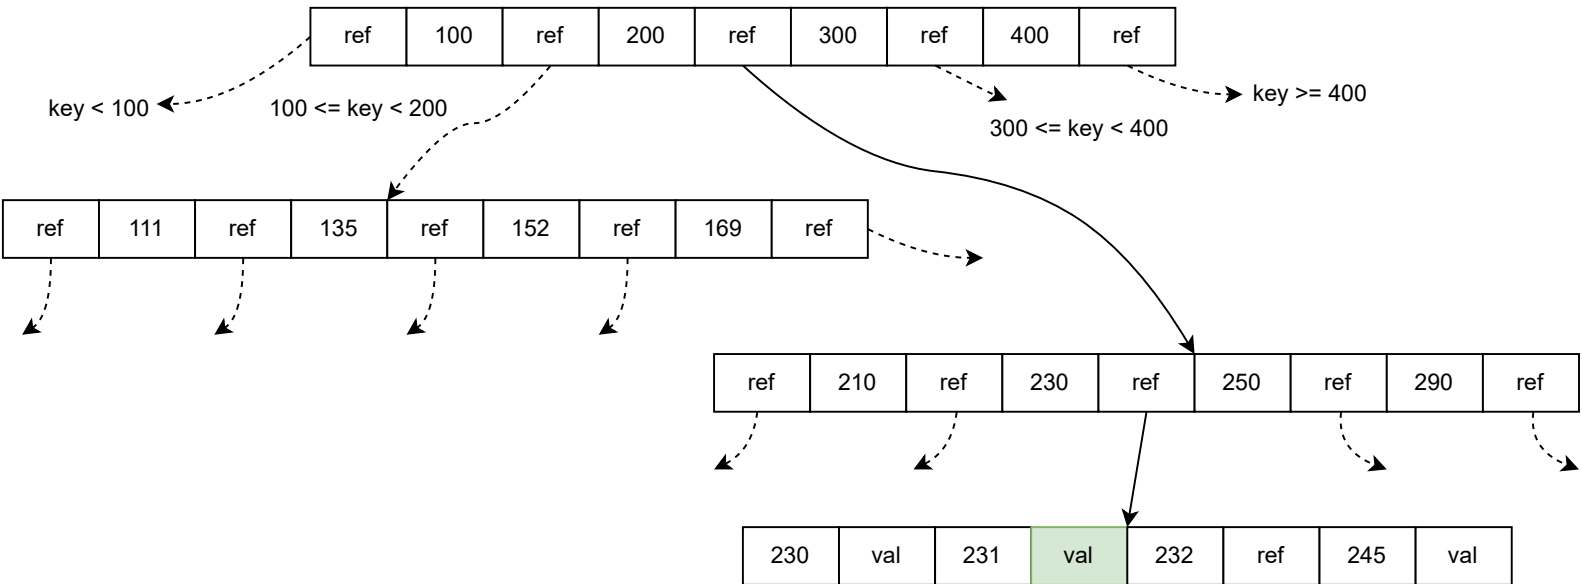 ref 100 ref 200 ref 300 ref 400 ref
key < 100
100 <= key < 200
300 <= key < 400
key >= 400
ref 111 ref 135 ref 152 ref 169 ref
ref 210 ref 230 ref 250 ref 290 ref
230 val 231 val 232 ref 245 val